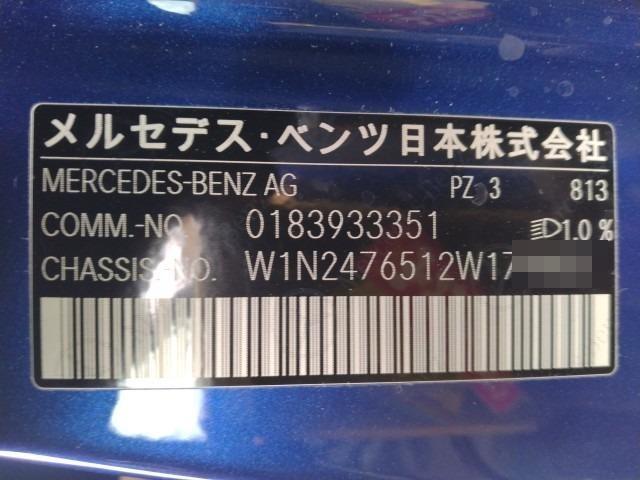 メルセデス・ベンツ日本株式会社
MERCEDES-BENZ AG PZ 3 813
COMM.-NO. 0183933351 1.0 %
CHASSIS-NO. W1N2476512W17